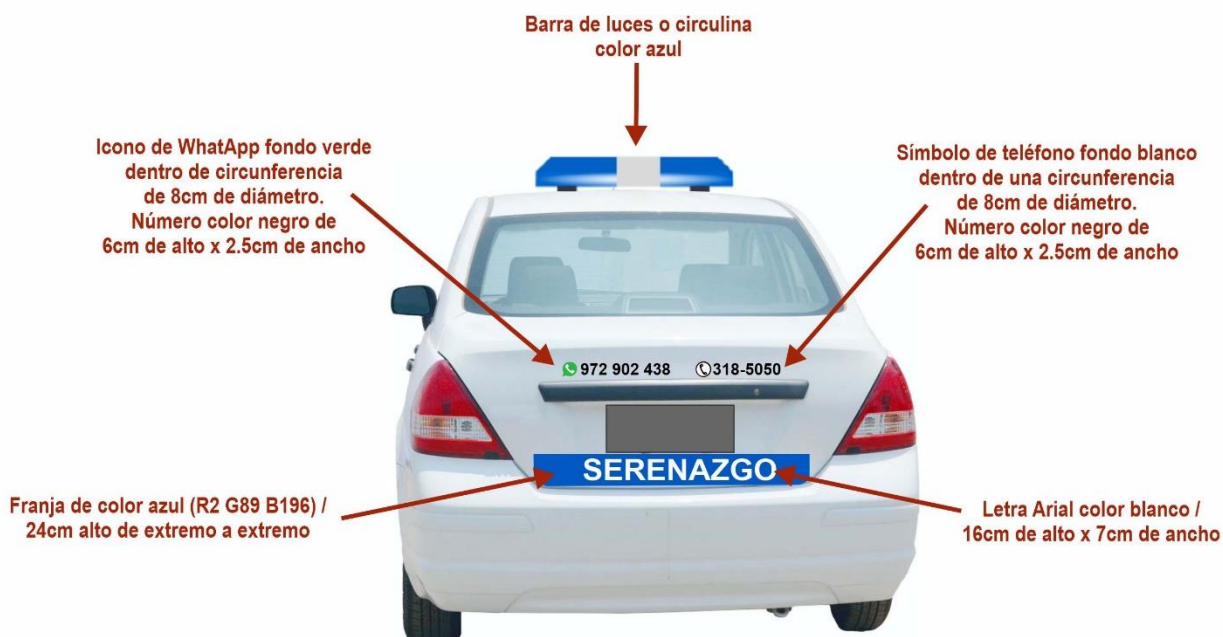 Barra de luces o circulina
color azul
Icono de WhatApp fondo verde
dentro de circunferencia
de 8cm de diámetro.
Número color negro de
6cm de alto x 2.5cm de ancho
Símbolo de teléfono fondo blanco
dentro de una circunferencia
de 8cm de diámetro.
Número color negro de
6cm de alto x 2.5cm de ancho
972 902 438 318-5050
SERENAZGO
Franja de color azul (R2 G89 B196) /
24cm alto de extremo a extremo
Letra Arial color blanco /
16cm de alto x 7cm de ancho